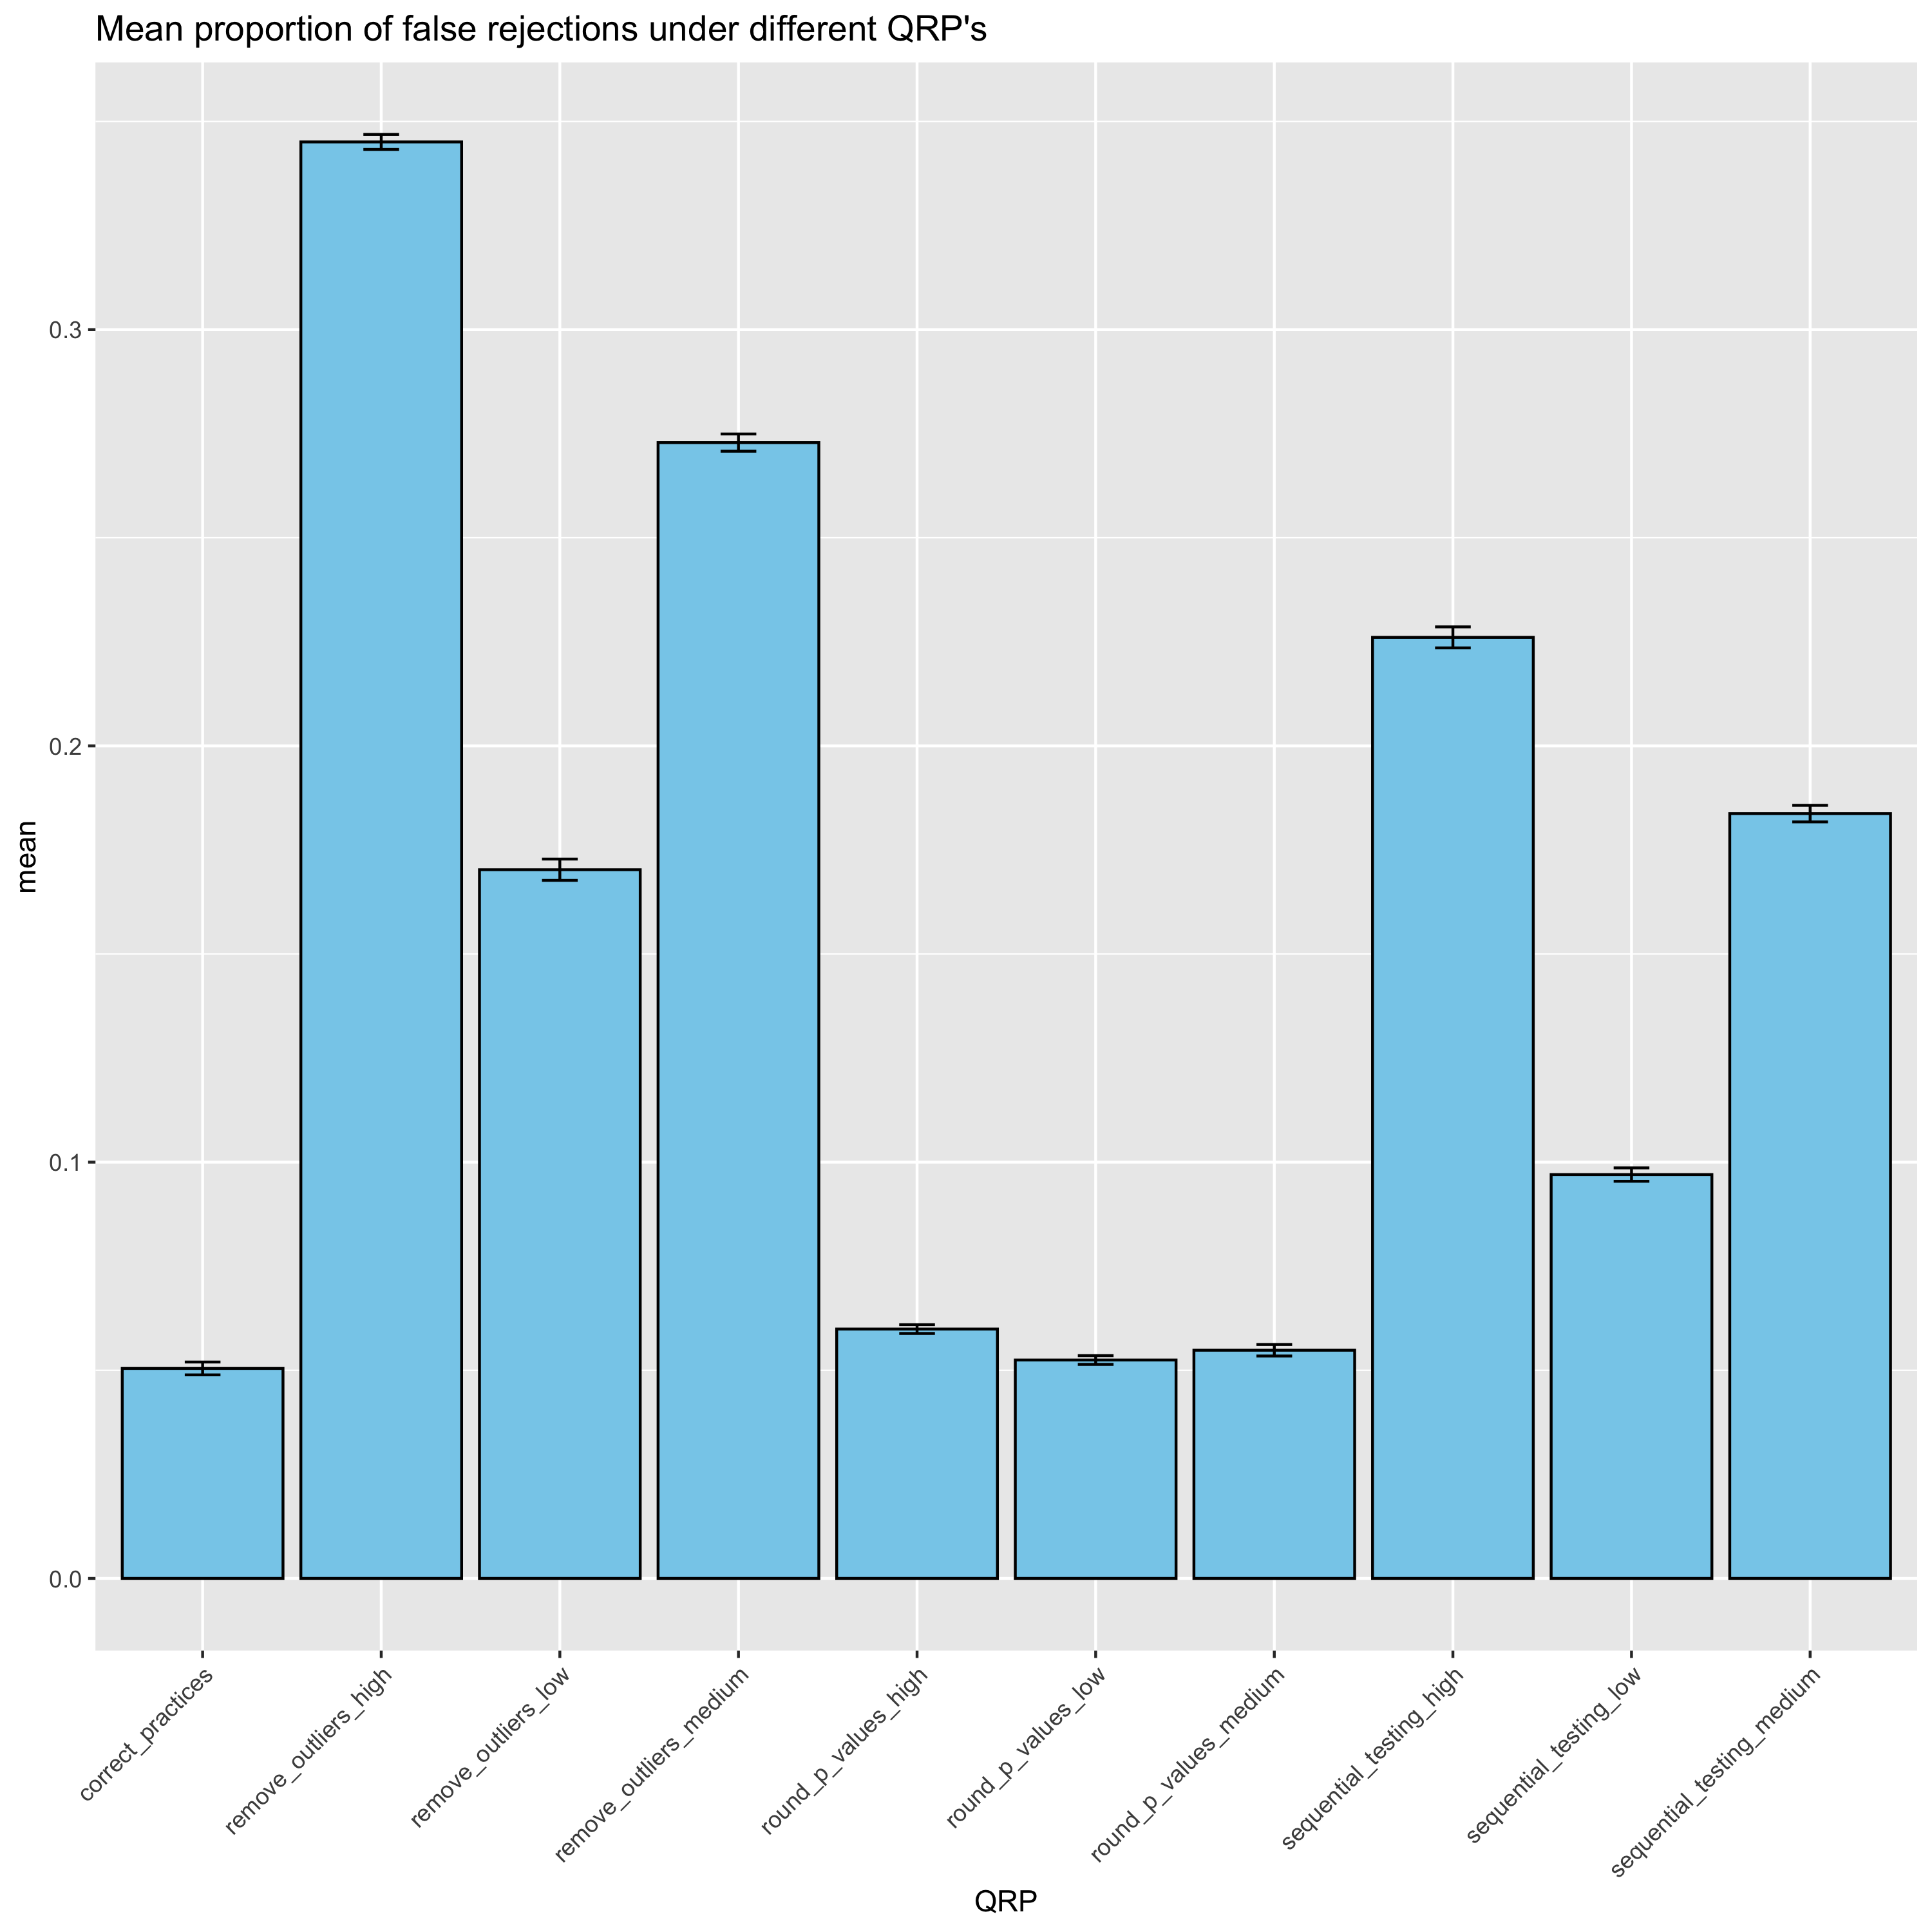 Mean proportion of false rejections under different QRP's
mean
0.3
0.2
0.1
0.0
correct_practices
remove_outliers_high
remove_outliers_low
remove_outliers_medium
round_p_values_high
round_p_values_low
round_p_values_medium
sequential_testing_high
sequential_testing_low
sequential_testing_medium
QRP